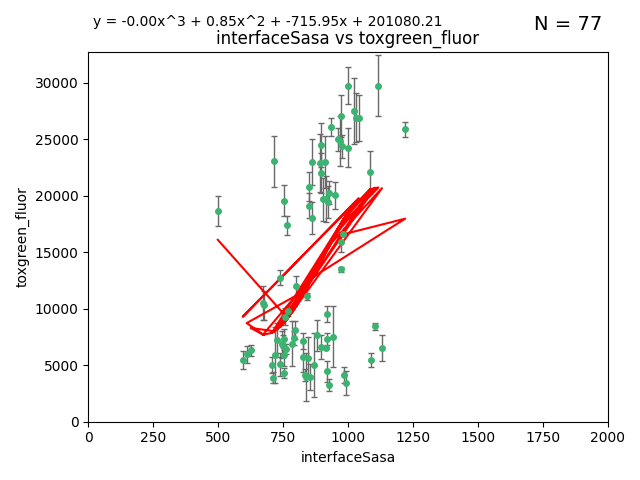 y = -0.00x^3 + 0.85x^2 + -715.95x + 201080.21
N = 77
interfaceSasa vs toxgreen_fluor
30000
25000
20000
15000
10000
5000
0
toxgreen_fluor
0 250 500 750 1000 1250 1500 1750 2000
interfaceSasa